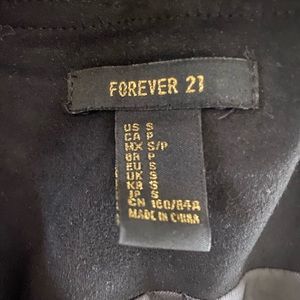 FOREVER 21
US S
CA P
MX S/P
BR P
EU S
UK S
KR S
JP S
CN 160/84A
MADE IN CHINA